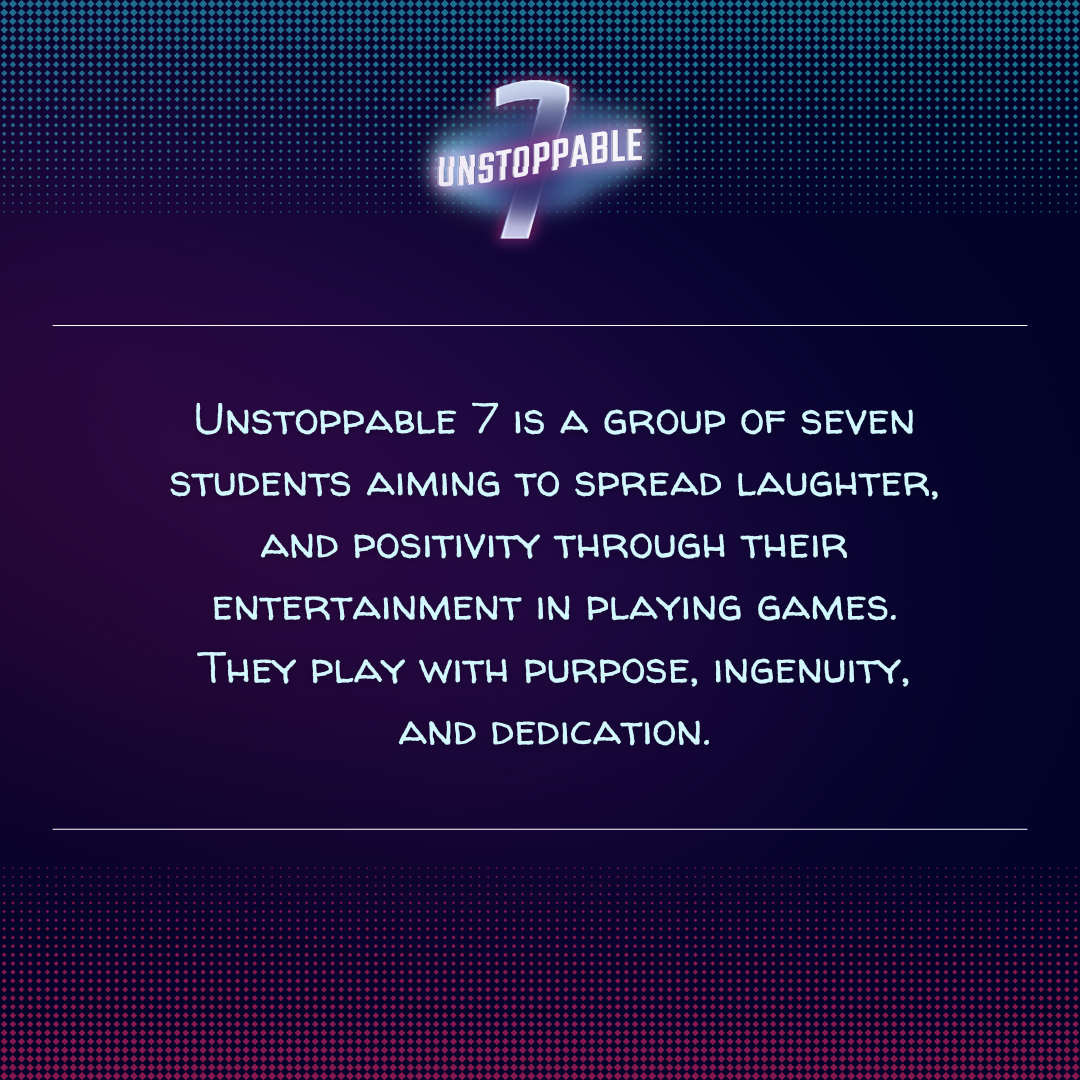 7
UNSTOPPABLE
Unstoppable 7 is a group of seven
students aiming to spread laughter,
and positivity through their
entertainment in playing games.
They play with purpose, ingenuity,
and dedication.